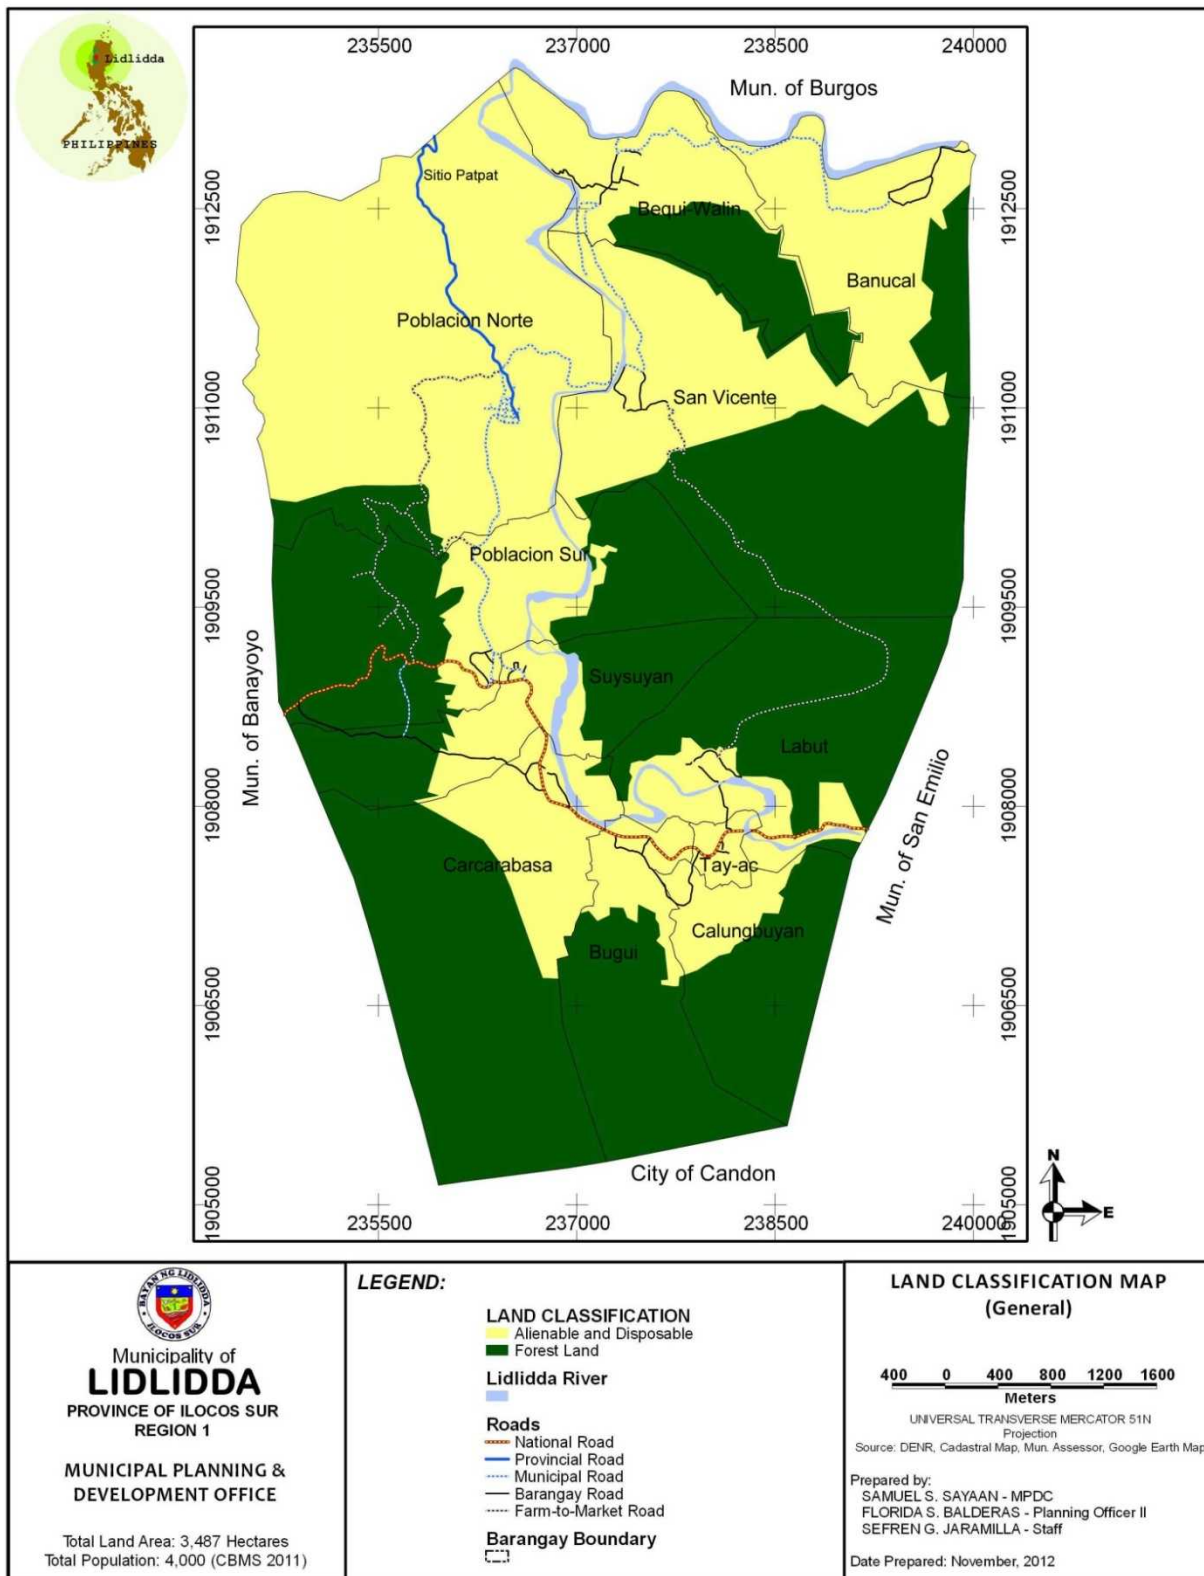 Lidlidda
PHILIPPINES
235500 237000 238500 240000
Mun. of Burgos
Sitio Patpat
1912500 1912500
Bequi-Walin
Banucal
Poblacion Norte
San Vicente
1911000 1911000
Poblacion Sur
1909500 1909500
Mun. of Banayoyo
Suysuyan
Labut
1908000 1908000
Mun. of San Emilio
Carcarabasa
Tay-ac
Calungbuyan
Bugui
1906500 1906500
City of Candon
1905000 1905000
235500 237000 238500 240000
N
E
BAYAN NG LIDLIDDA
ILOCOS SUR
Municipality of
LIDLIDDA
PROVINCE OF ILOCOS SUR
REGION 1
MUNICIPAL PLANNING &
DEVELOPMENT OFFICE
Total Land Area: 3,487 Hectares
Total Population: 4,000 (CBMS 2011)
LEGEND:
LAND CLASSIFICATION
Alienable and Disposable
Forest Land
Lidlidda River
Roads
National Road
Provincial Road
Municipal Road
Barangay Road
Farm-to-Market Road
Barangay Boundary
LAND CLASSIFICATION MAP
(General)
400 0 400 800 1200 1600
Meters
UNIVERSAL TRANSVERSE MERCATOR 51N
Projection
Source: DENR, Cadastral Map, Mun. Assessor, Google Earth Map
Prepared by:
SAMUEL S. SAYAAN - MPDC
FLORIDA S. BALDERAS - Planning Officer II
SEFREN G. JARAMILLA - Staff
Date Prepared: November, 2012